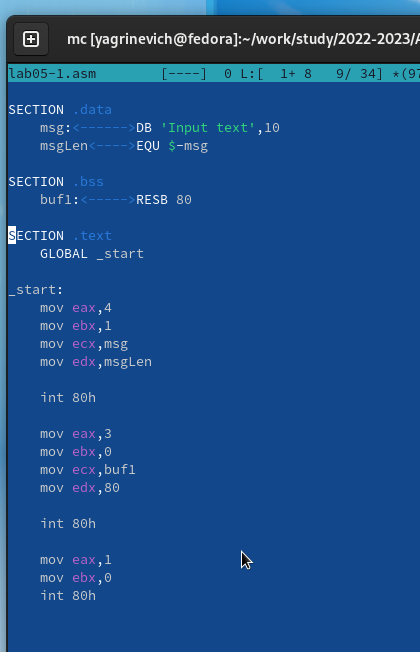 mc [yagrinevich@fedora]:~/work/study/2022-2023/
lab05-1.asm [----] 0 L:[ 1+ 8 9/ 34] *(97
SECTION .data
msg:<------>DB 'Input text',10
msgLen<---->EQU $-msg
SECTION .bss
buf1:<----->RESB 80
SECTION .text
GLOBAL _start
_start:
mov eax,4
mov ebx,1
mov ecx,msg
mov edx,msgLen
int 80h
mov eax,3
mov ebx,0
mov ecx,buf1
mov edx,80
int 80h
mov eax,1
mov ebx,0
int 80h